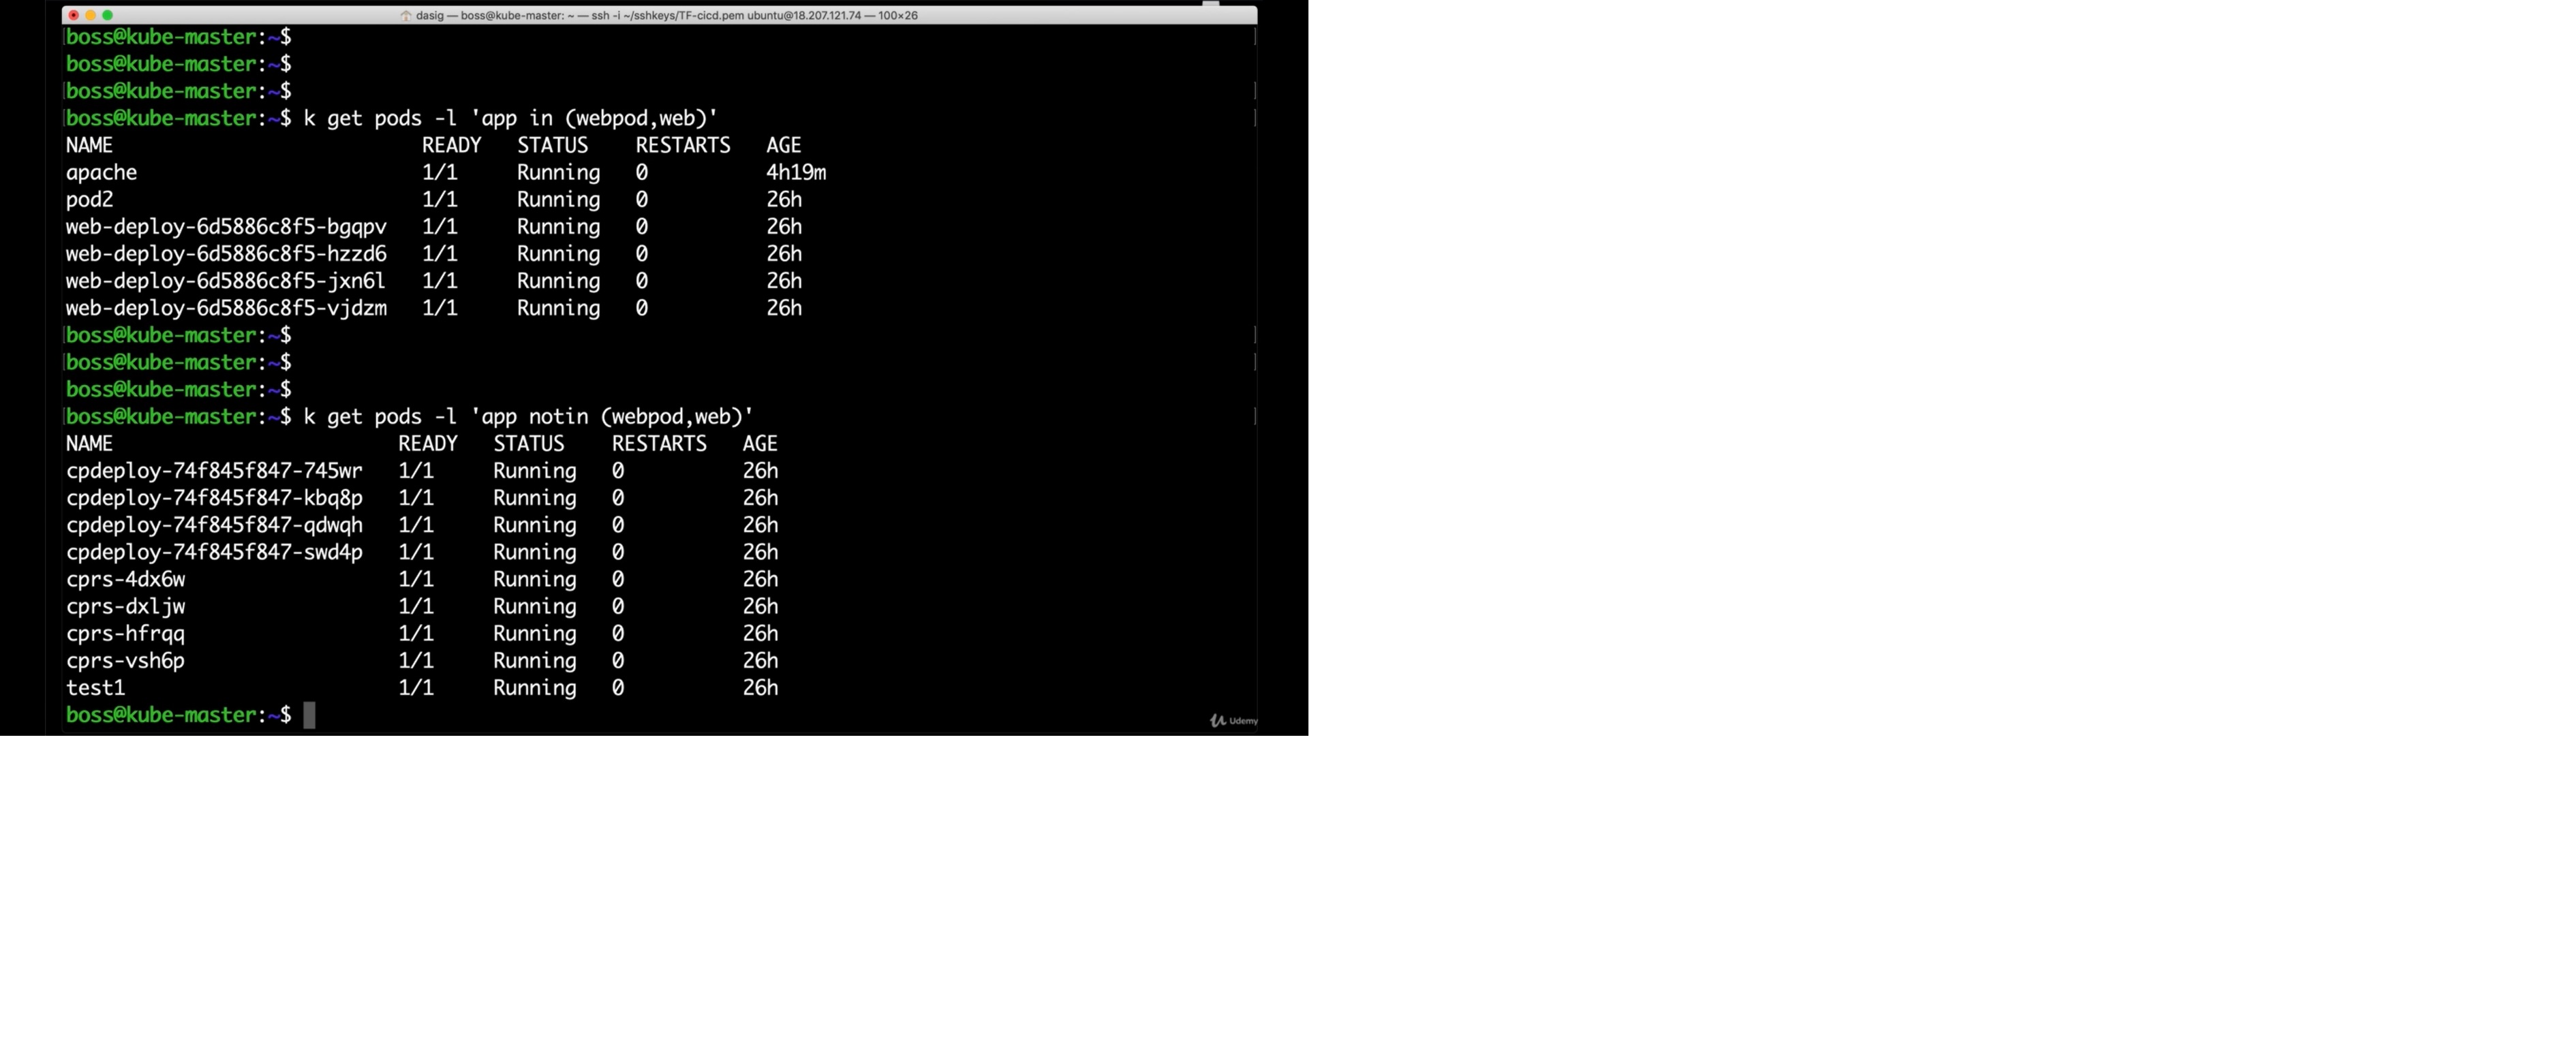 dasig — boss@kube-master: ~ — ssh -i ~/sshkeys/TF-cicd.pem ubuntu@18.207.121.74 — 100×26
boss@kube-master:~$
boss@kube-master:~$
boss@kube-master:~$
boss@kube-master:~$ k get pods -l 'app in (webpod,web)'
NAME READY STATUS RESTARTS AGE
apache 1/1 Running 0 4h19m
pod2 1/1 Running 0 26h
web-deploy-6d5886c8f5-bgqpv 1/1 Running 0 26h
web-deploy-6d5886c8f5-hzzd6 1/1 Running 0 26h
web-deploy-6d5886c8f5-jxn6l 1/1 Running 0 26h
web-deploy-6d5886c8f5-vjdzm 1/1 Running 0 26h
boss@kube-master:~$
boss@kube-master:~$
boss@kube-master:~$
boss@kube-master:~$ k get pods -l 'app notin (webpod,web)'
NAME READY STATUS RESTARTS AGE
cpdeploy-74f845f847-745wr 1/1 Running 0 26h
cpdeploy-74f845f847-kbq8p 1/1 Running 0 26h
cpdeploy-74f845f847-qdwqh 1/1 Running 0 26h
cpdeploy-74f845f847-swd4p 1/1 Running 0 26h
cprs-4dx6w 1/1 Running 0 26h
cprs-dxljw 1/1 Running 0 26h
cprs-hfrqq 1/1 Running 0 26h
cprs-vsh6p 1/1 Running 0 26h
test1 1/1 Running 0 26h
boss@kube-master:~$
Udemy